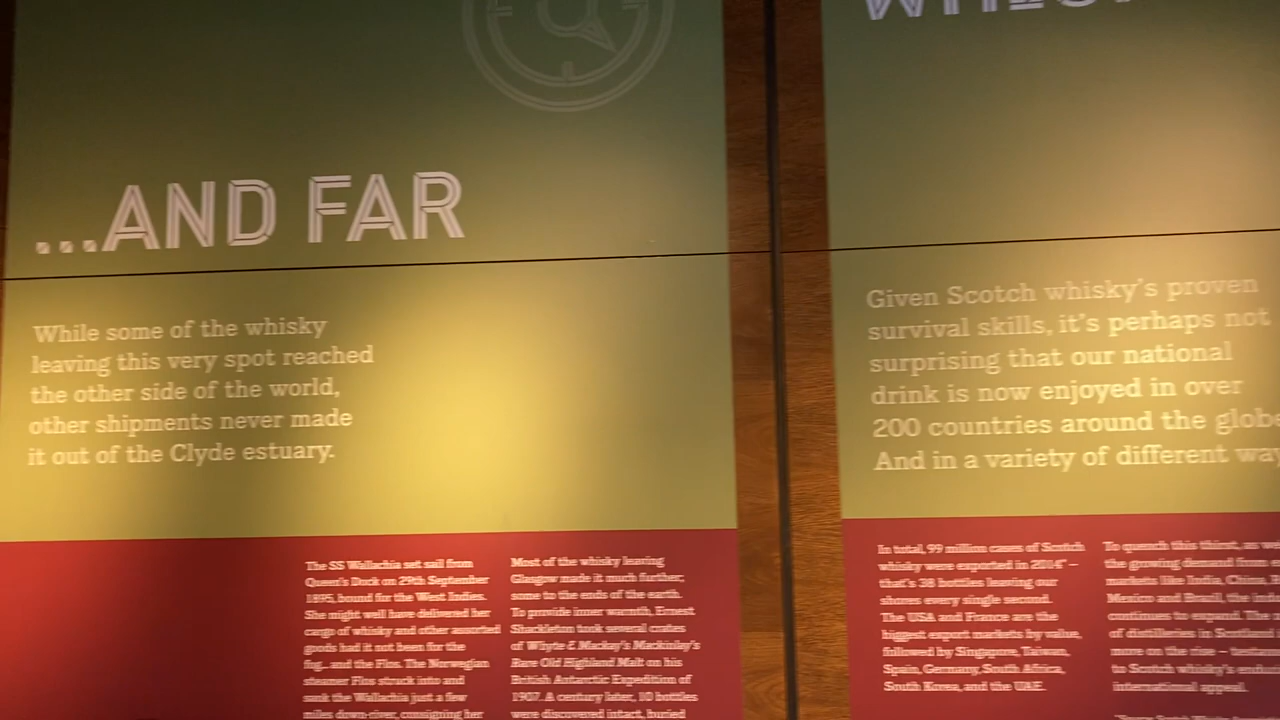 ...AND FAR
While some of the whisky
leaving this very spot reached
the other side of the world,
other shipments never made
it out of the Clyde estuary.
The SS Wallachia set sail from
Queen's Dock on 29th September
1895, bound for the West Indies.
She might well have delivered her
cargo of whisky and other assorted
goods had it not been for the
fog.. and the Flos. The Norwegian
steamer Flos struck into and
sunk the Wallachia just a few
miles down-river, consigning her
Most of the whisky leaving
Glasgow made it much further,
some to the ends of the earth.
To provide inner warmth, Ernest
Shackleton took several crates
of Whyte & Mackay's Mackinlay's
Rare Old Highland Malt on his
British Antarctic Expedition of
1907. A century later, 10 bottles
were discovered intact, buried
Given Scotch whisky's proven
survival skills, it's perhaps not
surprising that our national
drink is now enjoyed in over
200 countries around the globe
And in a variety of different
In total, 99 million cases of Scotch
whisky were exported in 2014* –
that's 38 bottles leaving our
shores every single second.
The USA and France are the
biggest export markets by value,
followed by Singapore, Taiwan,
Spain, Germany, South Africa,
South Korea, and the UAE.
To quench this thirst, as
the growing demand from
markets like India, China,
Mexico and Brazil, the
continues to expand. The
of distilleries in Scotland
more on the rise –
to Scotch whisky's
international appeal.